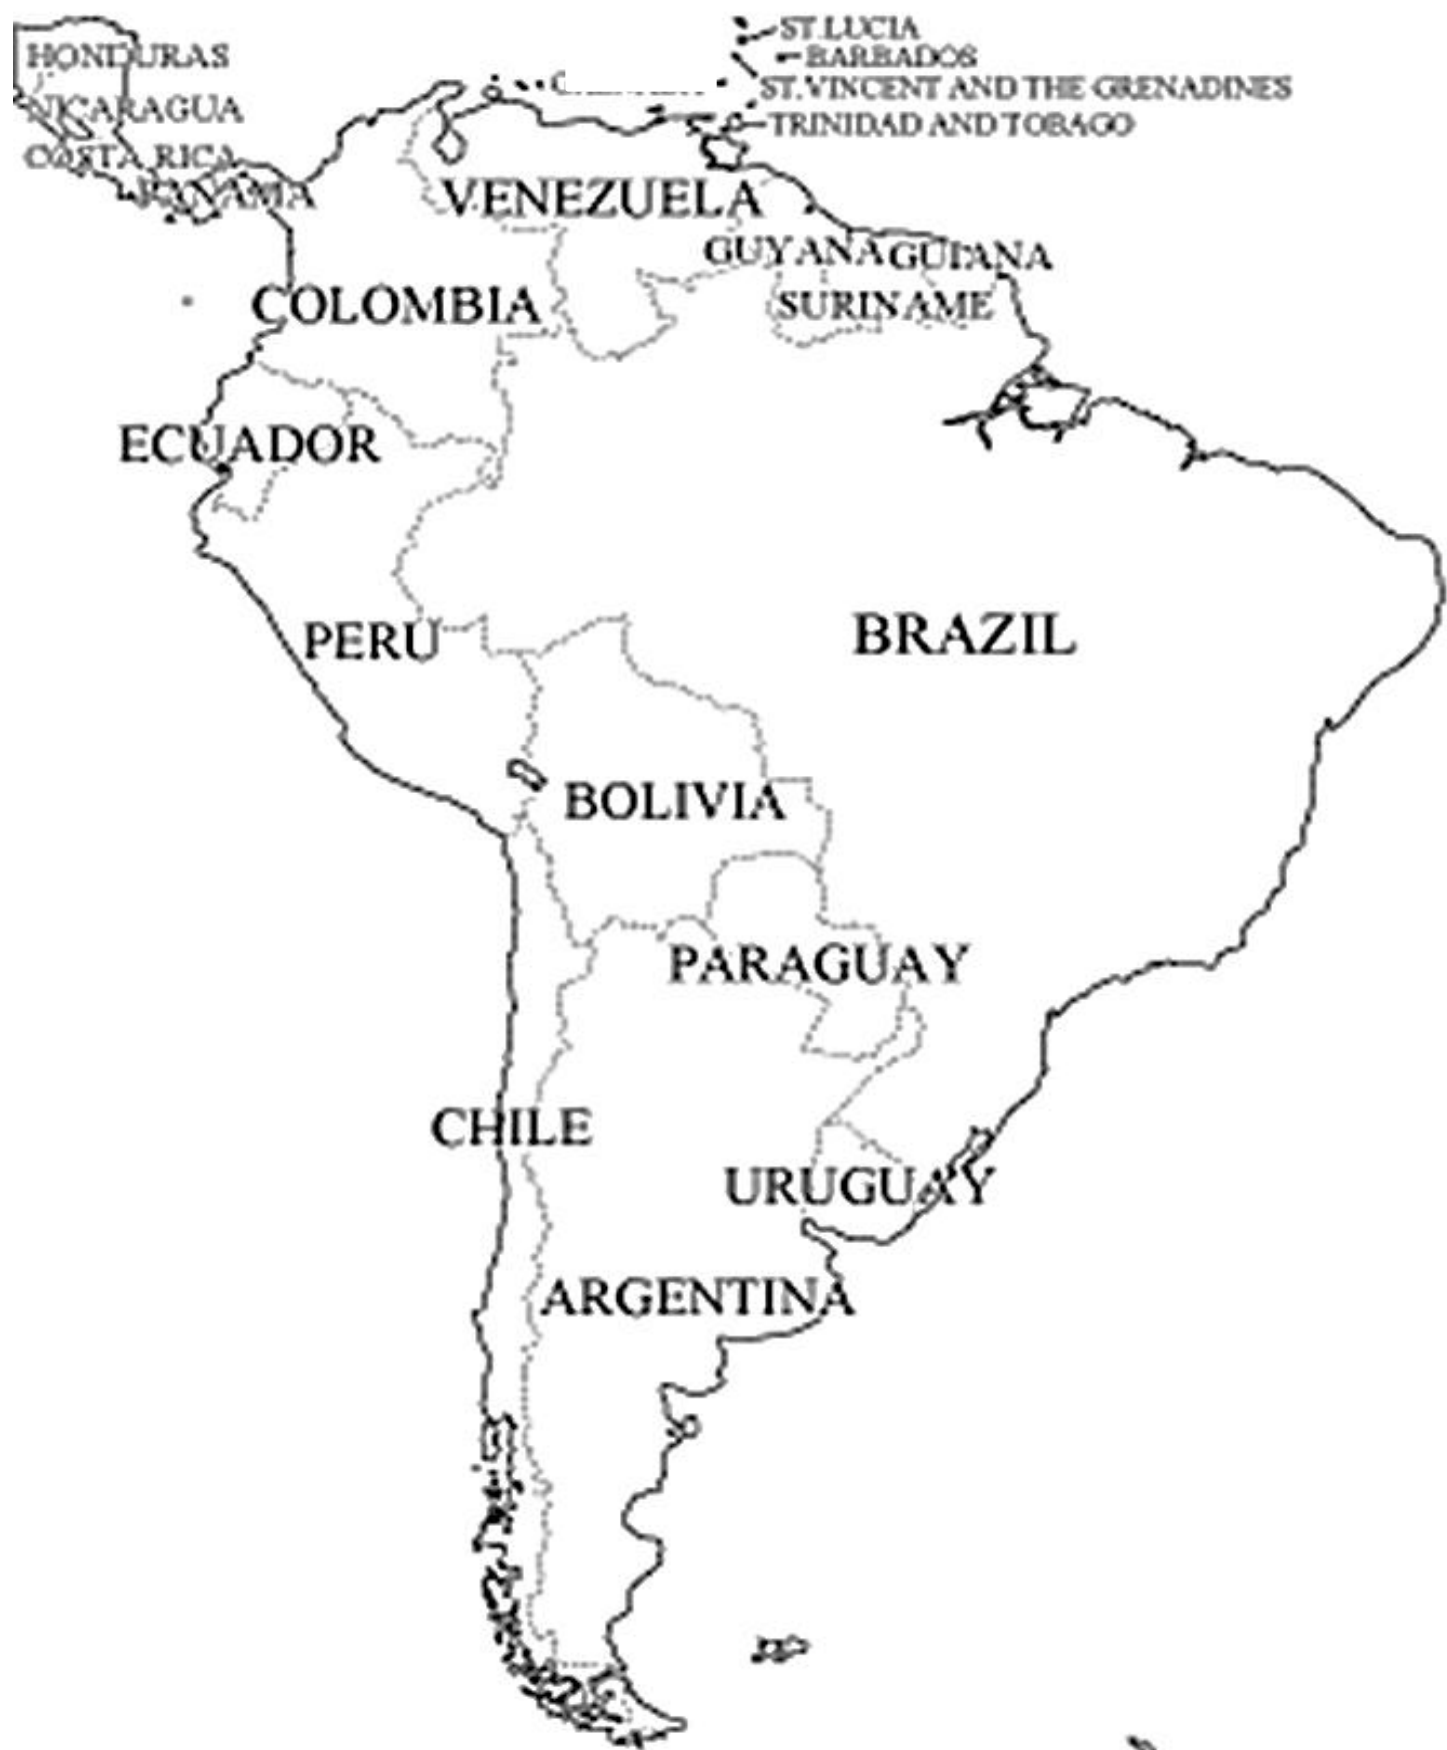 HONDURAS
NICARAGUA
COSTA RICA
PANAMA
ST.LUCIA
BARBADOS
ST.VINCENT AND THE GRENADINES
TRINIDAD AND TOBAGO
VENEZUELA
GUYANA
GUIANA
SURINAME
COLOMBIA
ECUADOR
PERU
BRAZIL
BOLIVIA
PARAGUAY
CHILE
URUGUAY
ARGENTINA